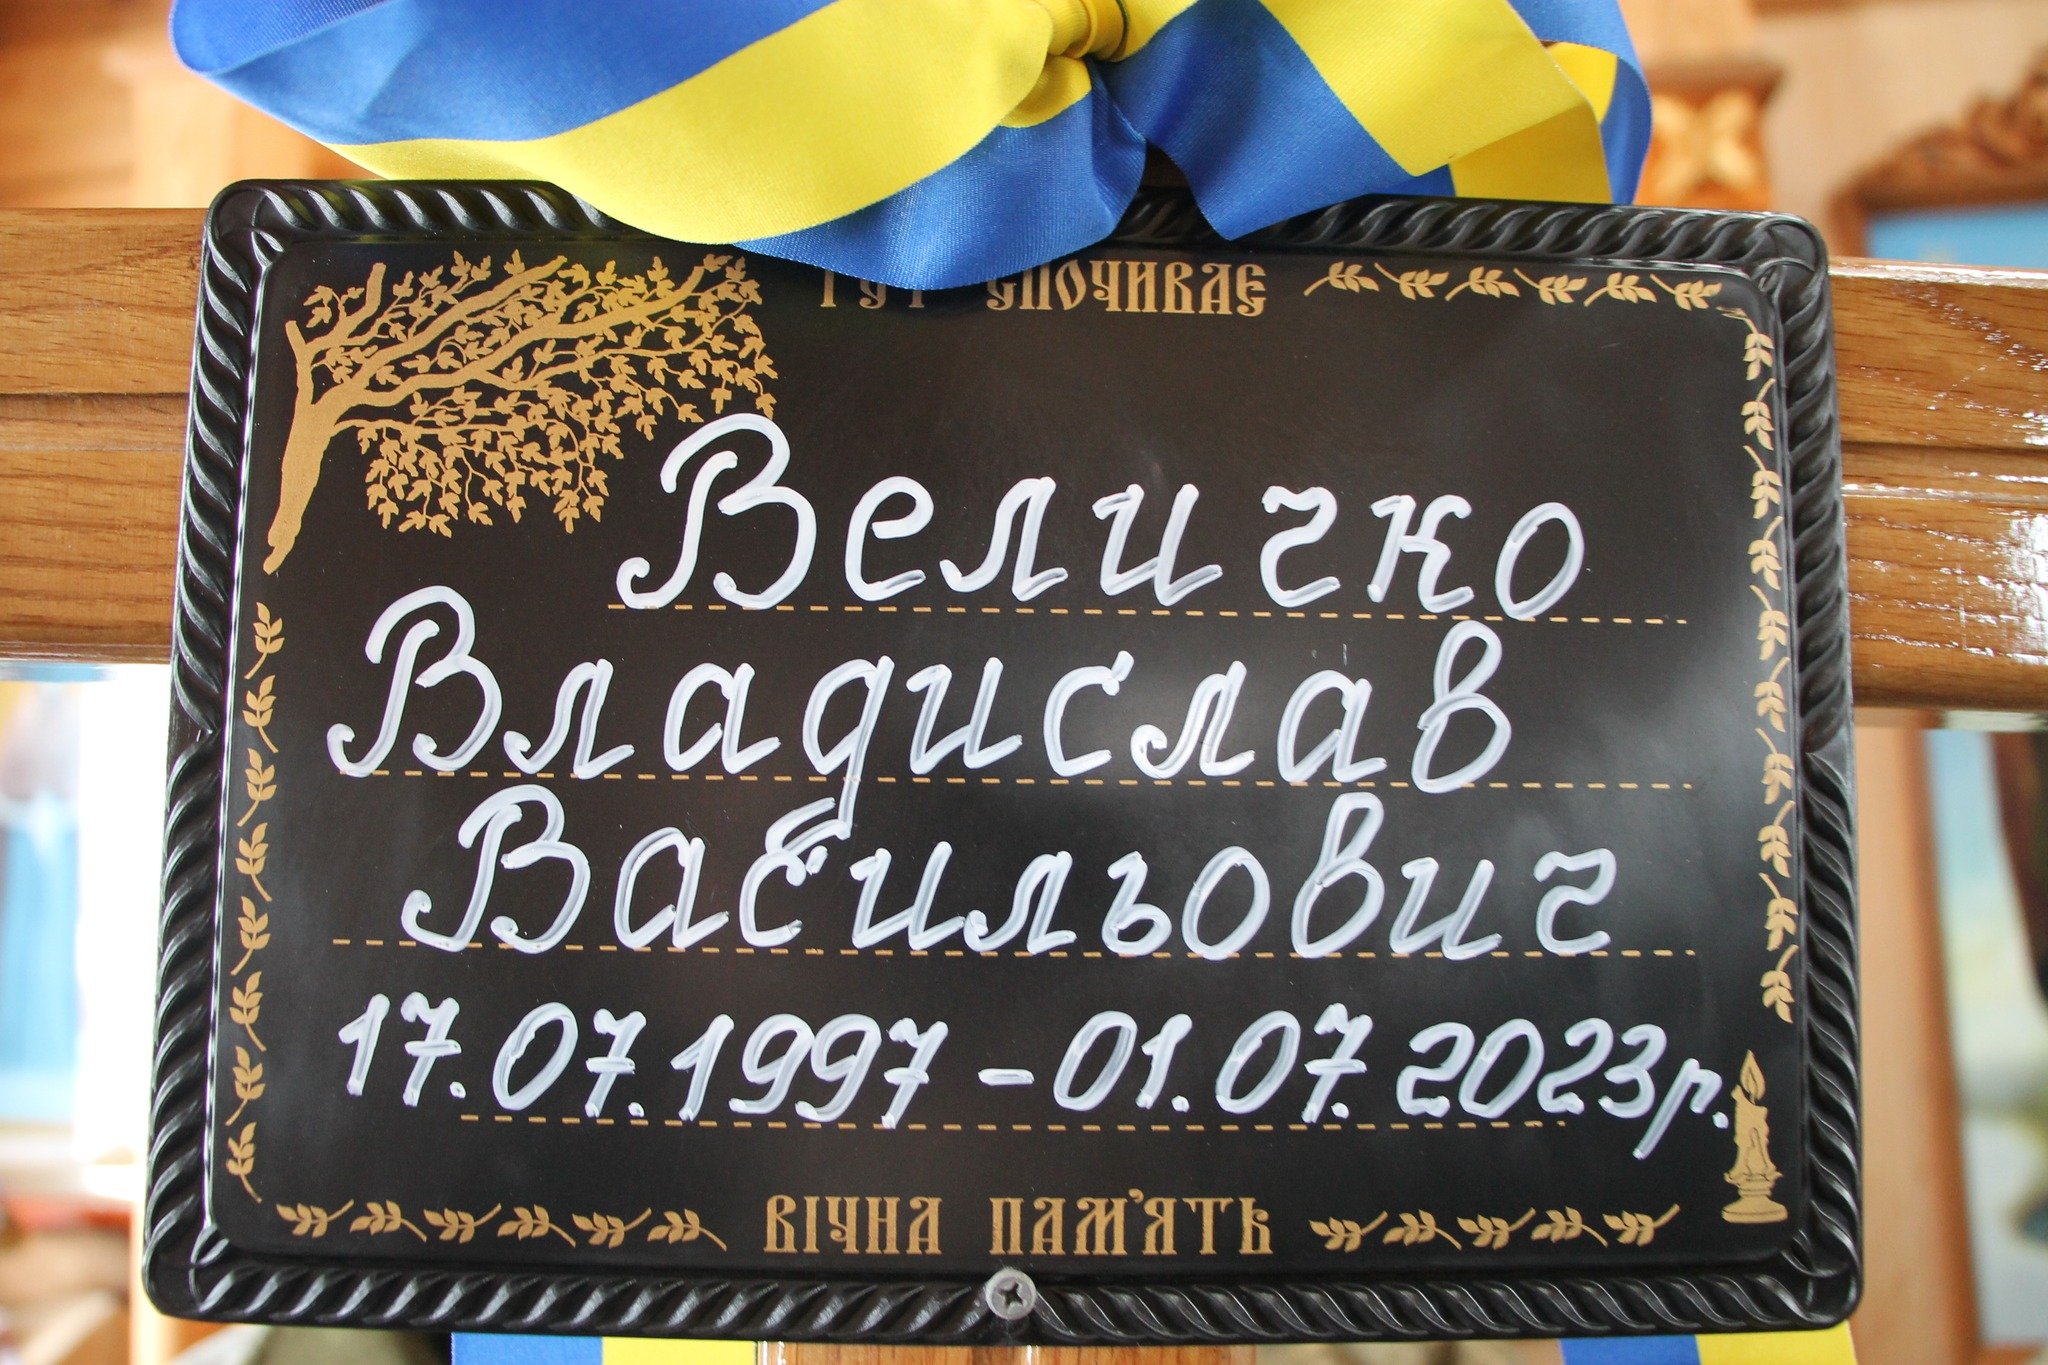 ТУТ СПОЧИВАЄ
Величко
Владислав
Васильович
17.07.1997 - 01.07.2023р.
ВІЧНА ПАМ'ЯТЬ